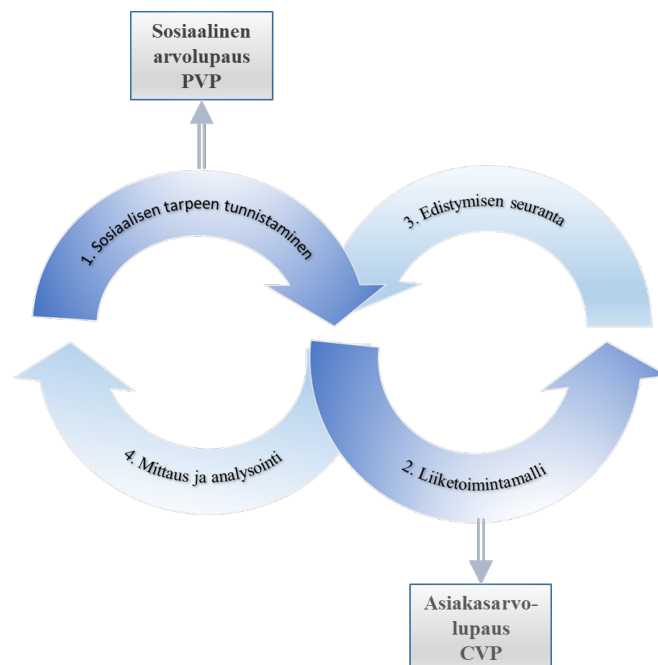 Sosiaalinen
arvolupaus
PVP
1. Sosiaalisen tarpeen tunnistaminen
3. Edistymisen seuranta
4. Mittaus ja analysointi
2. Liiketoimintamalli
Asiakasarvo-
lupaus
CVP